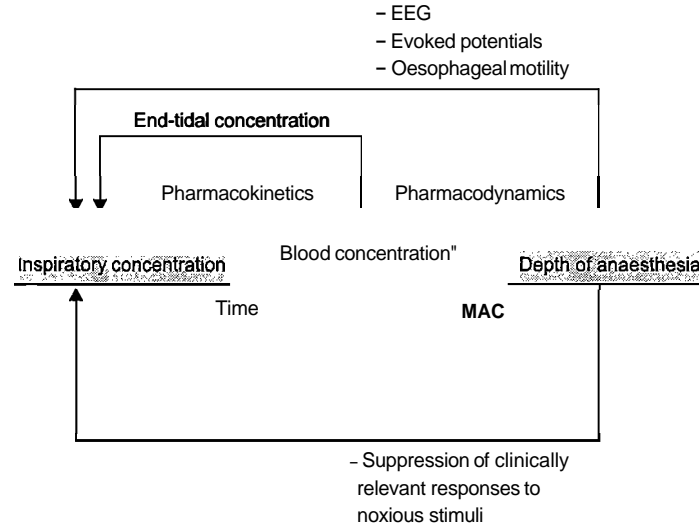 – EEG
– Evoked potentials
– Oesophageal motility
End-tidal concentration
Pharmacokinetics Pharmacodynamics
Blood concentration"
Inspiratory concentration Depth of anaesthesia
Time MAC
– Suppression of clinically
relevant responses to
noxious stimuli